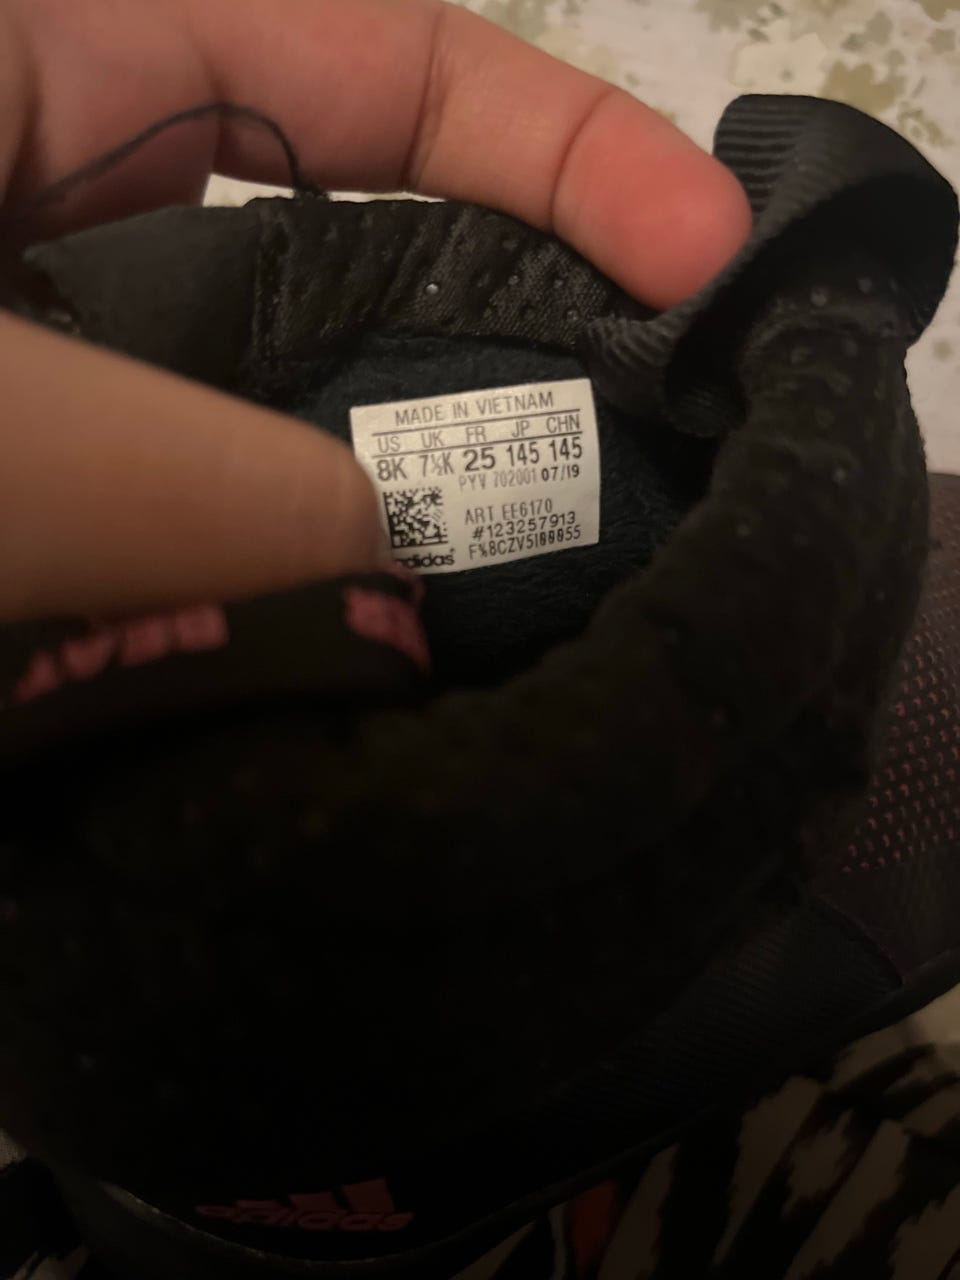 MADE IN VIETNAM
US UK FR JP CHN
8K 7½K 25 145 145
PYV 702001 07/19
ART EE6170
#123257913
adidas
adidas